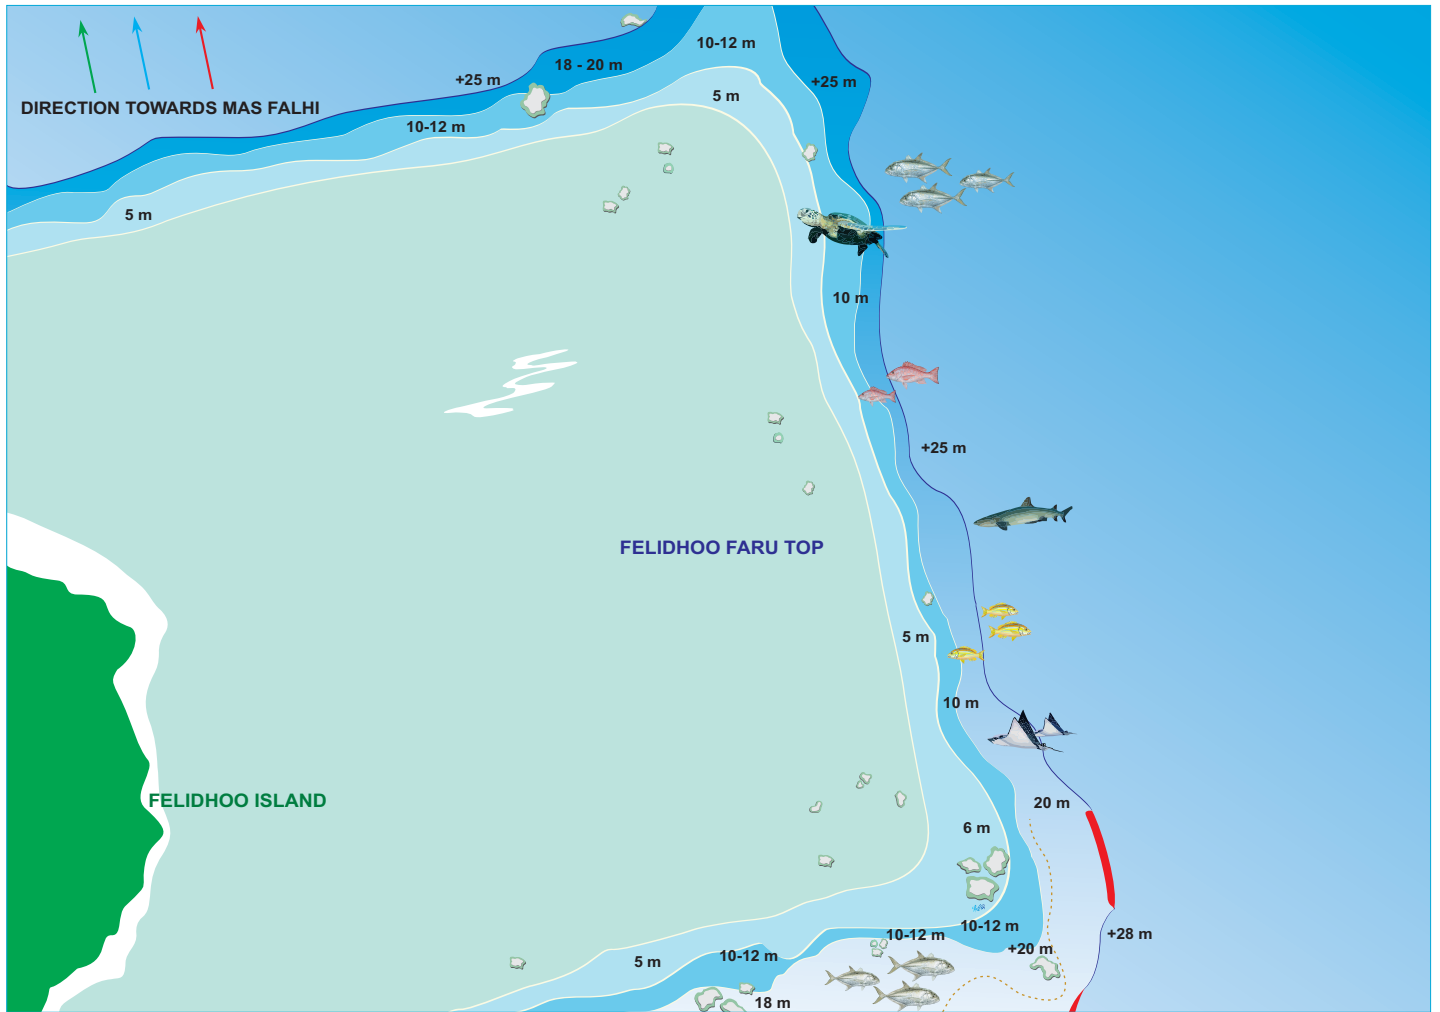 10-12 m
18 - 20 m
+25 m
+25 m
5 m
DIRECTION TOWARDS MAS FALHI
10-12 m
5 m
10 m
+25 m
FELIDHOO FARU TOP
5 m
10 m
FELIDHOO ISLAND
20 m
6 m
10-12 m
10-12 m
+28 m
+20 m
10-12 m
5 m
18 m